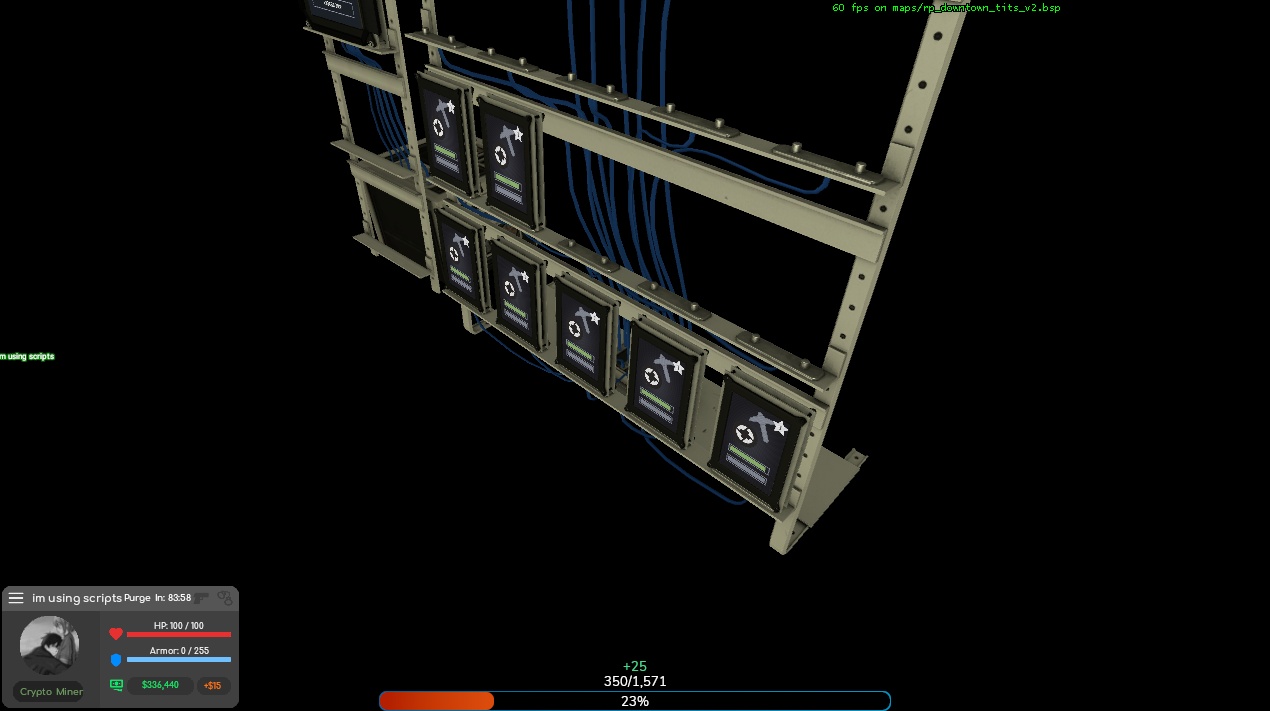 60 fps on maps/rp_downtown_tits_v2.bsp
m using scripts
im using scripts Purge In: 83:58
HP: 100 / 100
Armor: 0 / 255
Crypto Miner
$336,440
+$15
+25
350/1,571
23%